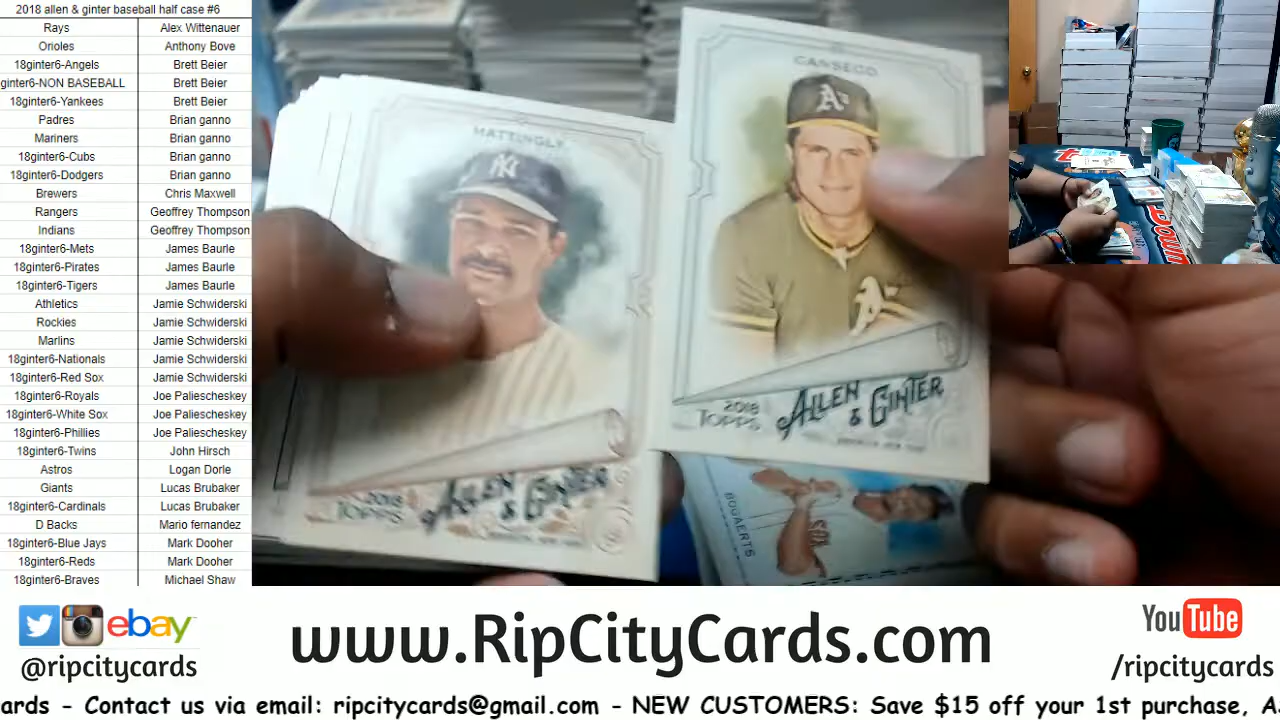 2018 allen & ginter baseball half case #6
Rays Alex Wittenauer
Orioles Anthony Bove
18ginter6-Angels Brett Beier
ginter6-NON BASEBALL Brett Beier
18ginter6-Yankees Brett Beier
Padres Brian ganno
Mariners Brian ganno
18ginter6-Cubs Brian ganno
18ginter6-Dodgers Brian ganno
Brewers Chris Maxwell
Rangers Geoffrey Thompson
Indians Geoffrey Thompson
18ginter6-Mets James Baurle
18ginter6-Pirates James Baurle
18ginter6-Tigers James Baurle
Athletics Jamie Schwiderski
Rockies Jamie Schwiderski
Marlins Jamie Schwiderski
18ginter6-Nationals Jamie Schwiderski
18ginter6-Red Sox Jamie Schwiderski
18ginter6-Royals Joe Paliescheskey
18ginter6-White Sox Joe Paliescheskey
18ginter6-Phillies Joe Paliescheskey
18ginter6-Twins John Hirsch
Astros Logan Dorle
Giants Lucas Brubaker
18ginter6-Cardinals Lucas Brubaker
D Backs Mario fernandez
18ginter6-Blue Jays Mark Dooher
18ginter6-Reds Mark Dooher
18ginter6-Braves Michael Shaw
MATTINGLY
NY
2018 TOPPS ALLEN & GINTER
CANSECO
A's
A's
2018 TOPPS ALLEN & GINTER
BOGAERTS
SOX
ebay
@ripcitycards
www.RipCityCards.com
YouTube
/ripcitycards
ards - Contact us via email: ripcitycards@gmail.com - NEW CUSTOMERS: Save $15 off your 1st purchase, A